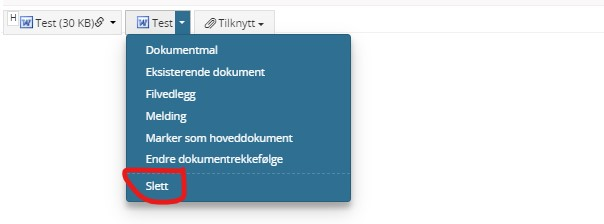 H Test (30 KB) Test Tilknytt
Dokumentmal
Eksisterende dokument
Filvedlegg
Melding
Marker som hoveddokument
Endre dokumentrekkefølge
Slett